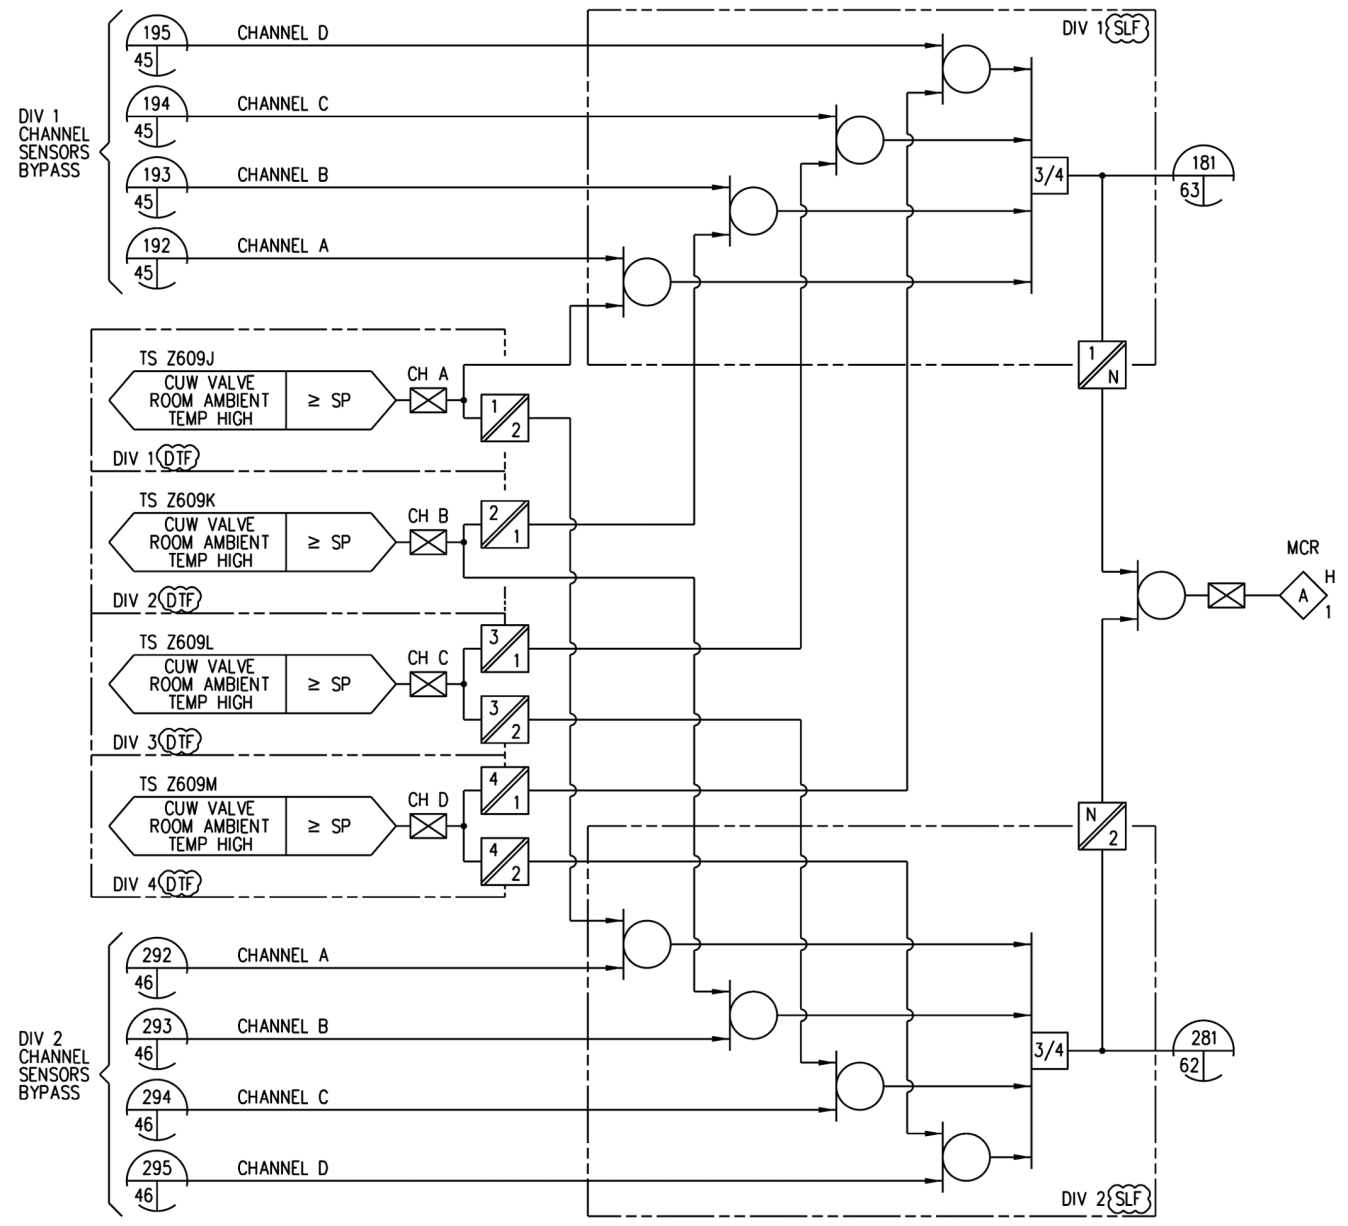 195
45
CHANNEL D
DIV 1 SLF
194
45
CHANNEL C
DIV 1
CHANNEL
SENSORS
BYPASS
193
45
CHANNEL B
3/4
181
63
192
45
CHANNEL A
TS Z609J
CUW VALVE
ROOM AMBIENT
TEMP HIGH
≥ SP
CH A
1
2
1
N
DIV 1 DTF
TS Z609K
CUW VALVE
ROOM AMBIENT
TEMP HIGH
≥ SP
CH B
2
1
DIV 2 DTF
MCR
A
H
1
TS Z609L
CUW VALVE
ROOM AMBIENT
TEMP HIGH
≥ SP
CH C
3
1
3
2
DIV 3 DTF
TS Z609M
CUW VALVE
ROOM AMBIENT
TEMP HIGH
≥ SP
CH D
4
1
4
2
N
2
DIV 4 DTF
292
46
CHANNEL A
293
46
CHANNEL B
DIV 2
CHANNEL
SENSORS
BYPASS
3/4
281
62
294
46
CHANNEL C
295
46
CHANNEL D
DIV 2 SLF